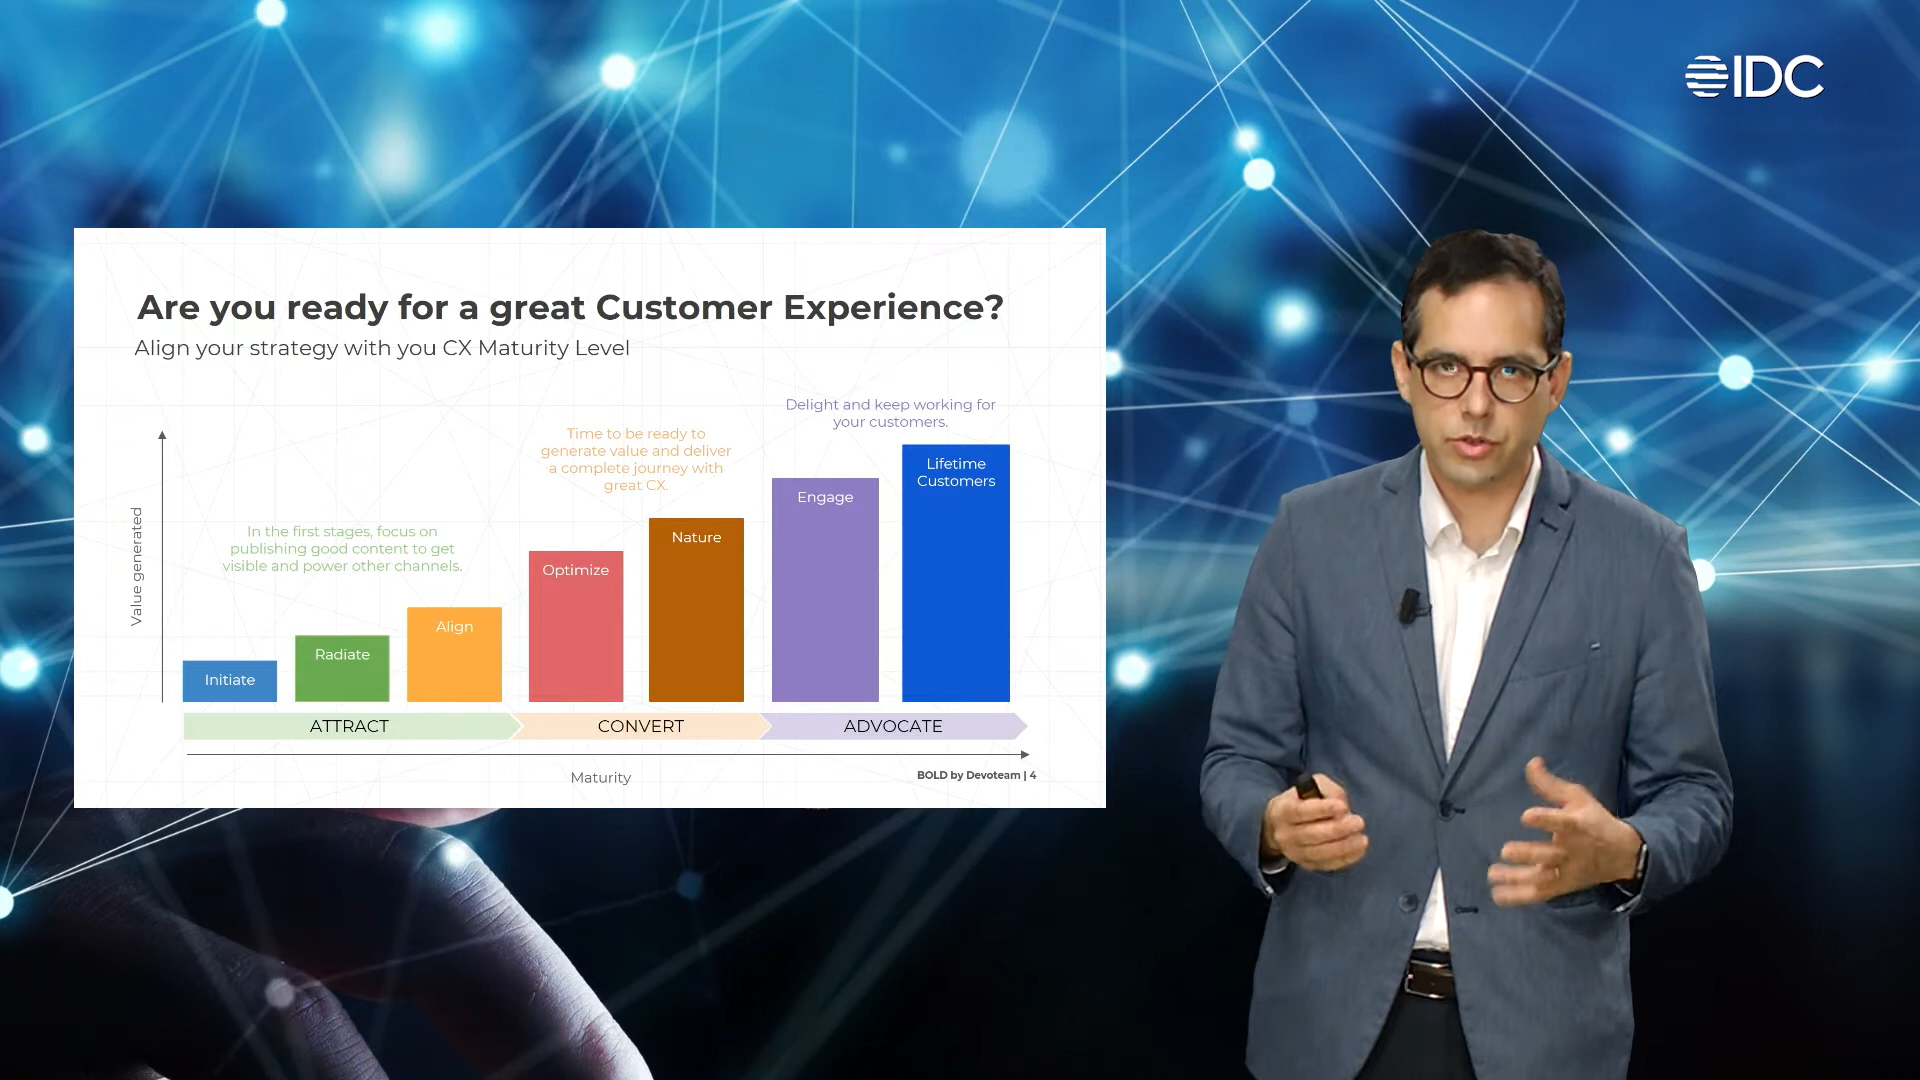 IDC
Are you ready for a great Customer Experience?
Align your strategy with you CX Maturity Level
Value generated
In the first stages, focus on
publishing good content to get
visible and power other channels.
Time to be ready to
generate value and deliver
a complete journey with
great CX.
Delight and keep working for
your customers.
Initiate
Radiate
Align
Optimize
Nature
Engage
Lifetime
Customers
ATTRACT
CONVERT
ADVOCATE
Maturity
BOLD by Devoteam | 4